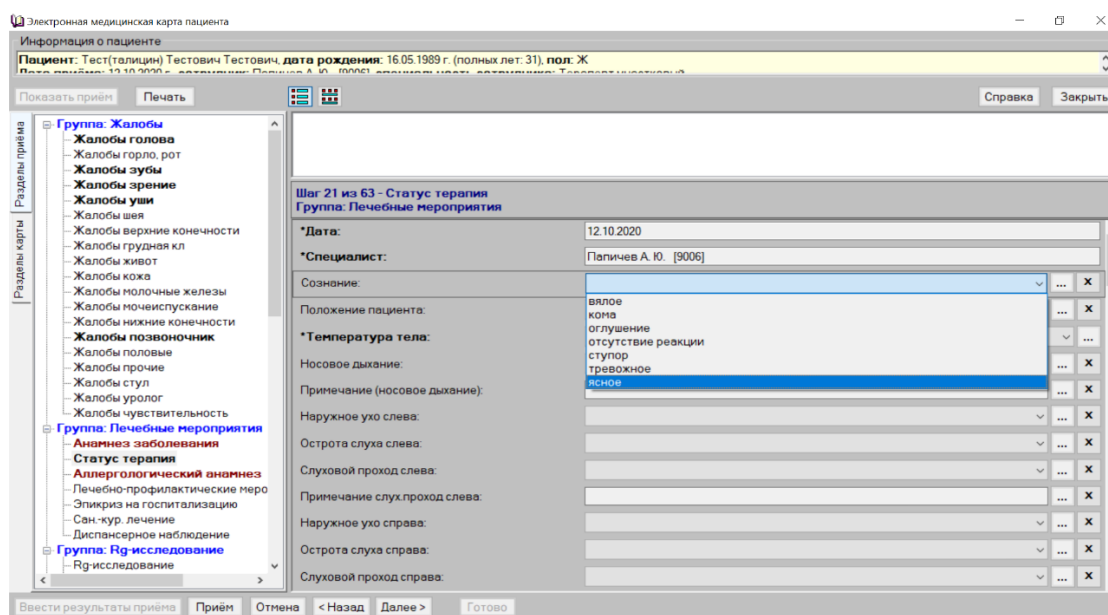 Электронная медицинская карта пациента
Информация о пациенте
Пациент: Тест(талицин) Тестович Тестович, дата рождения: 16.05.1989 г. (полных лет: 31), пол: Ж
Показать приём Печать Справка Закрыть
Разделы приёма
Разделы карты
Группа: Жалобы
Жалобы голова
Жалобы горло, рот
Жалобы зубы
Жалобы зрение
Жалобы уши
Жалобы шея
Жалобы верхние конечности
Жалобы грудная кл
Жалобы живот
Жалобы кожа
Жалобы молочные железы
Жалобы мочеиспускание
Жалобы нижние конечности
Жалобы позвоночник
Жалобы половые
Жалобы прочие
Жалобы стул
Жалобы уролог
Жалобы чувствительность
Группа: Лечебные мероприятия
Анамнез заболевания
Статус терапия
Аллергологический анамнез
Лечебно-профилактические меро
Эпикриз на госпитализацию
Сан.-кур. лечение
Диспансерное наблюдение
Группа: Rg-исследование
Rg-исследование
Шаг 21 из 63 - Статус терапия
Группа: Лечебные мероприятия
*Дата: 12.10.2020
*Специалист: Папичев А. Ю. [9006]
Сознание: ... x
вялое
кома
оглушение
отсутствие реакции
ступор
тревожное
ясное
Положение пациента: ... x
*Температура тела: ...
Носовое дыхание: ... x
Примечание (носовое дыхание): ... x
Наружное ухо слева: ... x
Острота слуха слева: ... x
Слуховой проход слева: ... x
Примечание слух.проход слева: ... x
Наружное ухо справа: ... x
Острота слуха справа: ... x
Слуховой проход справа: ... x
Ввести результаты приёма Приём Отмена < Назад Далее > Готово